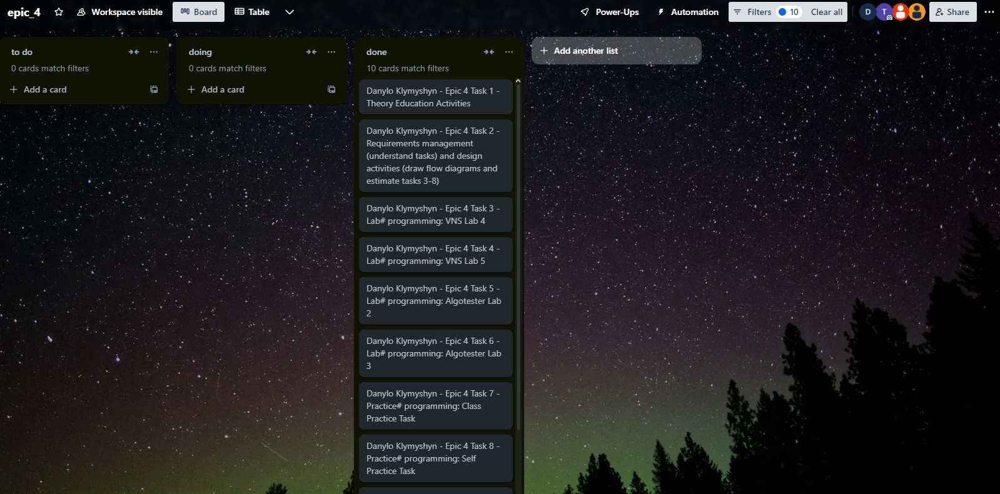 epic_4 Workspace visible Board Table Power-Ups Automation Filters 10 Clear all D T Share
to do
0 cards match filters
Add a card
doing
0 cards match filters
Add a card
done
10 cards match filters
Danylo Klymyshyn - Epic 4 Task 1 -
Theory Education Activities
Danylo Klymyshyn - Epic 4 Task 2 -
Requirements management
(understand tasks) and design
activities (draw flow diagrams and
estimate tasks 3-8)
Danylo Klymyshyn - Epic 4 Task 3 -
Lab# programming: VNS Lab 4
Danylo Klymyshyn - Epic 4 Task 4 -
Lab# programming: VNS Lab 5
Danylo Klymyshyn - Epic 4 Task 5 -
Lab# programming: Algotester Lab
2
Danylo Klymyshyn - Epic 4 Task 6 -
Lab# programming: Algotester Lab
3
Danylo Klymyshyn - Epic 4 Task 7 -
Practice# programming: Class
Practice Task
Danylo Klymyshyn - Epic 4 Task 8 -
Practice# programming: Self
Practice Task
Add another list